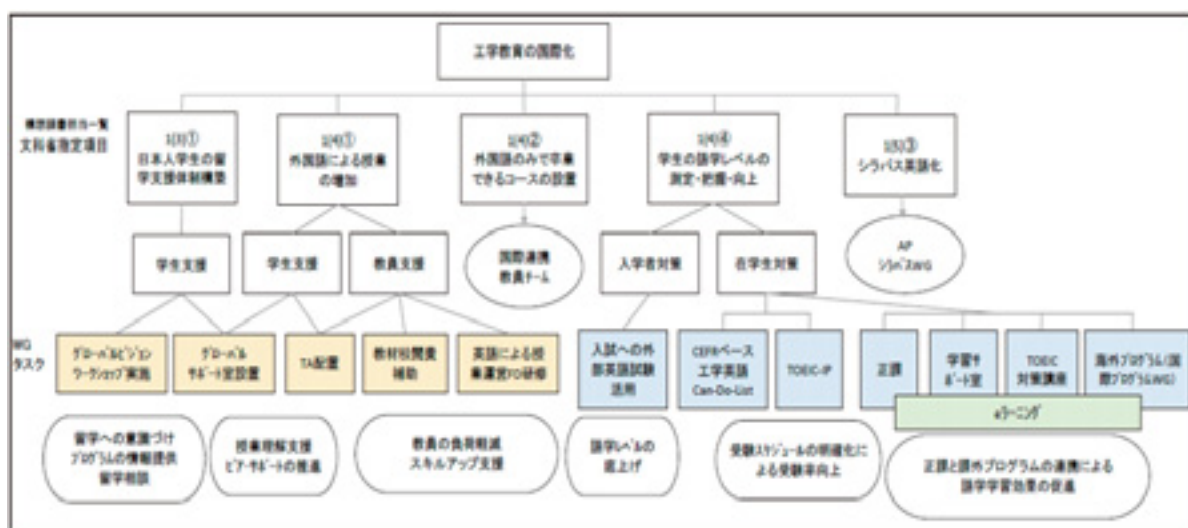 工学教育の国際化
構想調書担当一覧
文科省指定項目
1(3)①
日本人学生の留
学支援体制構築
1(4)①
外国語による授業
の増加
1(4)②
外国語のみで卒業
できるコースの設置
1(4)④
学生の語学レベルの
測定・把握・向上
1(5)③
シラバス英語化
学生支援
学生支援
教員支援
国際連携
教員チーム
入学者対策
在学生対策
AP
シラバスWG
WG
タスク
グローバルビジョン
ワークショップ実施
グローバル
サポート室設置
TA配置
教材校閲費
補助
英語による授
業運営FD研修
入試への外
部英語試験
活用
CEFRベース
工学英語
Can-Do-List
TOEIC-IP
正課
学習サ
ポート室
TOEIC
対策講座
海外プログラム(国
際プログラムWG)
eラーニング
留学への意識づけ
プログラムの情報提供
留学相談
授業理解支援
ピア・サポートの推進
教員の負荷軽減
スキルアップ支援
語学レベルの
底上げ
受験スケジュールの明確化に
よる受験率向上
正課と課外プログラムの連携による
語学学習効果の促進